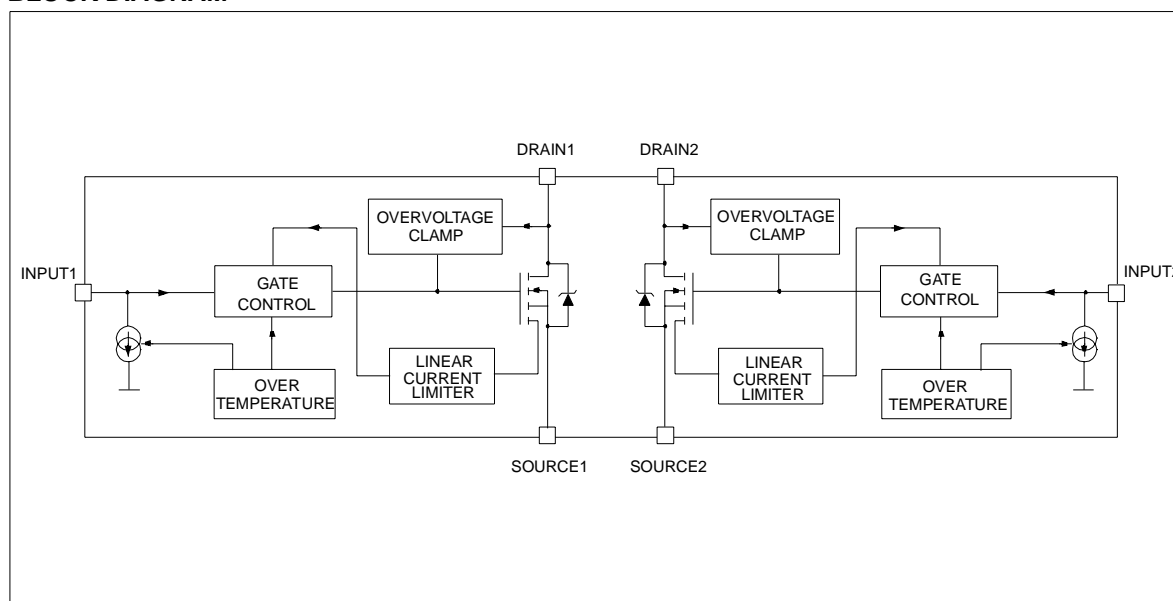 DRAIN1
DRAIN2
OVERVOLTAGE
CLAMP
OVERVOLTAGE
CLAMP
INPUT1
GATE
CONTROL
GATE
CONTROL
LINEAR
CURRENT
LIMITER
LINEAR
CURRENT
LIMITER
OVER
TEMPERATURE
OVER
TEMPERATURE
SOURCE1
SOURCE2